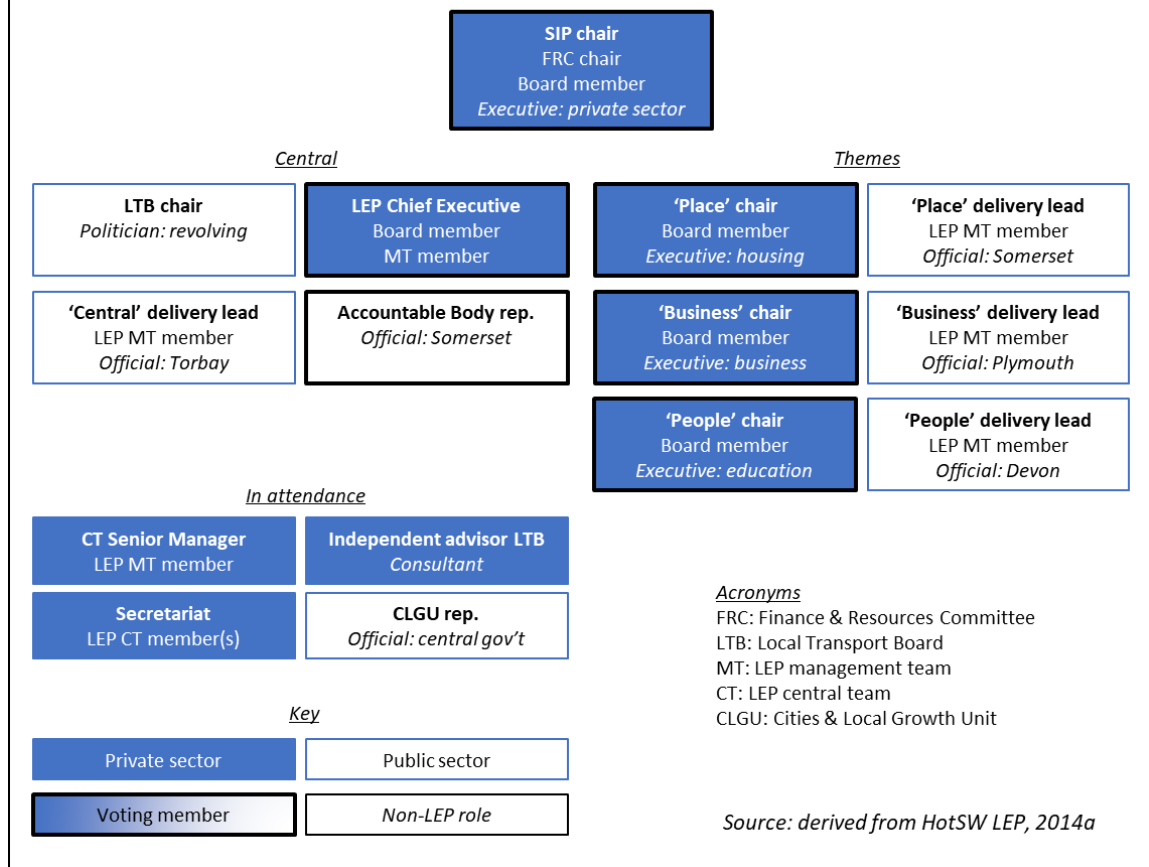 SIP chair
FRC chair
Board member
Executive: private sector
Central
LTB chair
Politician: revolving
LEP Chief Executive
Board member
MT member
‘Central’ delivery lead
LEP MT member
Official: Torbay
Accountable Body rep.
Official: Somerset
Themes
‘Place’ chair
Board member
Executive: housing
‘Place’ delivery lead
LEP MT member
Official: Somerset
‘Business’ chair
Board member
Executive: business
‘Business’ delivery lead
LEP MT member
Official: Plymouth
‘People’ chair
Board member
Executive: education
‘People’ delivery lead
LEP MT member
Official: Devon
In attendance
CT Senior Manager
LEP MT member
Independent advisor LTB
Consultant
Secretariat
LEP CT member(s)
CLGU rep.
Official: central gov’t
Acronyms
FRC: Finance & Resources Committee
LTB: Local Transport Board
MT: LEP management team
CT: LEP central team
CLGU: Cities & Local Growth Unit
Key
Private sector
Public sector
Voting member
Non-LEP role
Source: derived from HotSW LEP, 2014a